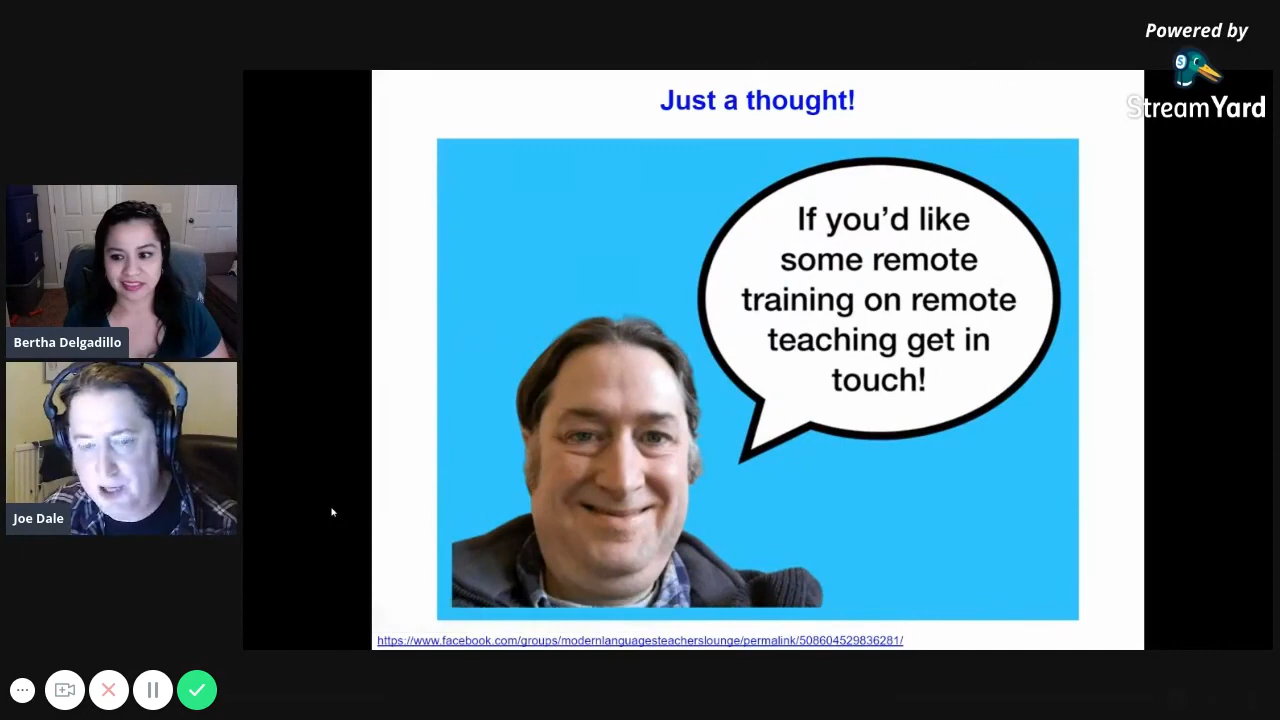 Powered by
StreamYard
Just a thought!
If you’d like
some remote
training on remote
teaching get in
touch!
Bertha Delgadillo
Joe Dale
https://www.facebook.com/groups/modernlanguagesteacherslounge/permalink/508604529836281/